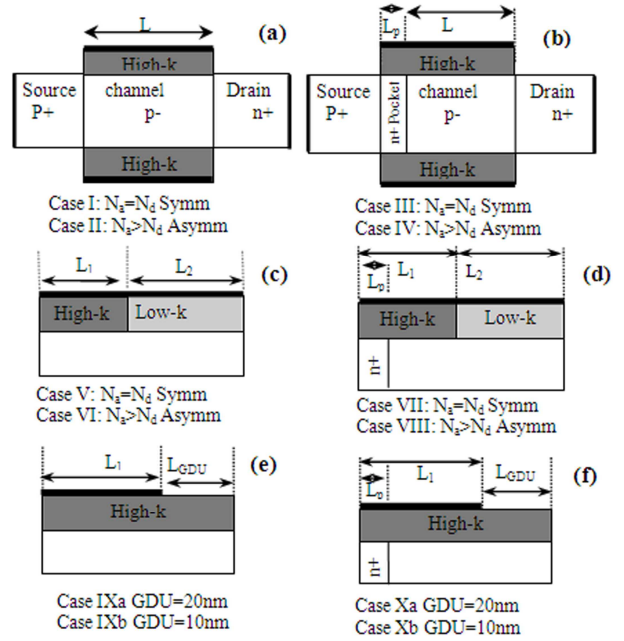 L
(a)
High-k
Source
P+
channel
p-
Drain
n+
High-k
Case I: Na=Nd Symm
Case II: Na>Nd Asymm
Lp
L
(b)
High-k
Source
P+
n+ Pocket
channel
p-
Drain
n+
High-k
Case III: Na=Nd Symm
Case IV: Na>Nd Asymm
L1
L2
(c)
High-k
Low-k
Case V: Na=Nd Symm
Case VI: Na>Nd Asymm
L1
L2
Lp
(d)
High-k
Low-k
n+
Case VII: Na=Nd Symm
Case VIII: Na>Nd Asymm
L1
LGDU
(e)
High-k
Case IXa GDU=20nm
Case IXb GDU=10nm
L1
Lp
LGDU
(f)
High-k
n+
Case Xa GDU=20nm
Case Xb GDU=10nm